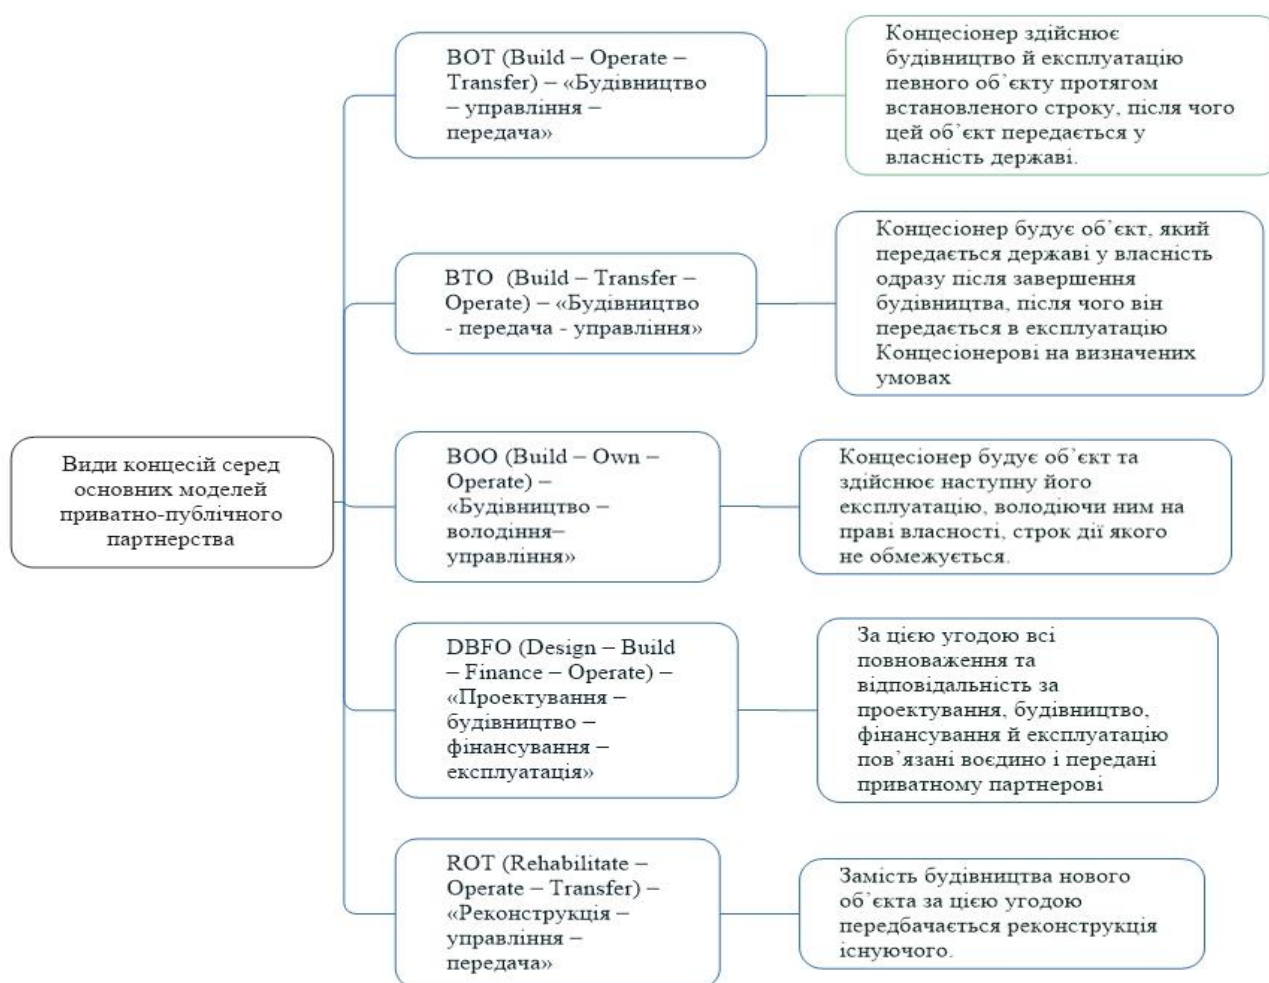 Види концесій серед
основних моделей
приватно-публічного
партнерства
BOT (Build – Operate –
Transfer) – «Будівництво
– управління –
передача»
Концесіонер здійснює
будівництво й експлуатацію
певного об’єкту протягом
встановленого строку, після чого
цей об’єкт передається у
власність державі.
BTO (Build – Transfer –
Operate) – «Будівництво
- передача - управління»
Концесіонер будує об’єкт, який
передається державі у власність
одразу після завершення
будівництва, після чого він
передається в експлуатацію
Концесіонерові на визначених
умовах
BOO (Build – Own –
Operate) –
«Будівництво –
володіння–
управління»
Концесіонер будує об’єкт та
здійснює наступну його
експлуатацію, володіючи ним на
праві власності, строк дії якого
не обмежується.
DBFO (Design – Build
– Finance – Operate) –
«Проектування –
будівництво –
фінансування –
експлуатація»
За цією угодою всі
повноваження та
відповідальність за
проектування, будівництво,
фінансування й експлуатацію
пов’язані воєдино і передані
приватному партнерові
ROT (Rehabilitate –
Operate – Transfer) –
«Реконструкція –
управління –
передача»
Замість будівництва нового
об’єкта за цією угодою
передбачається реконструкція
існуючого.